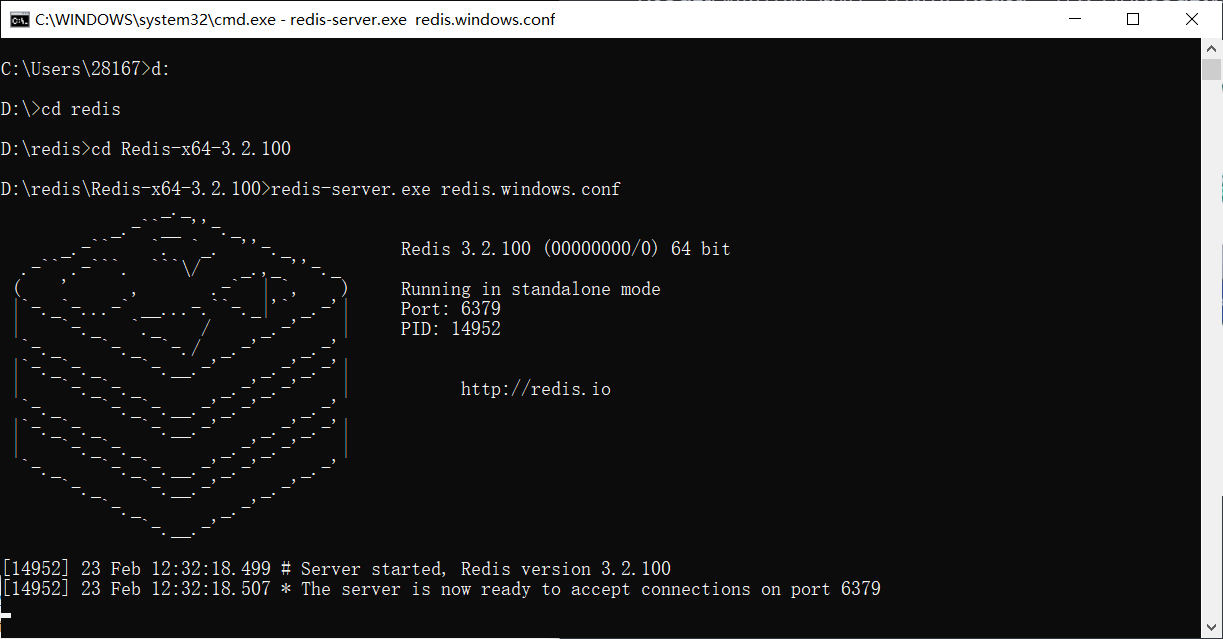 C:\WINDOWS\system32\cmd.exe - redis-server.exe  redis.windows.conf
C:\Users\28167>d:
D:\>cd redis
D:\redis>cd Redis-x64-3.2.100
D:\redis\Redis-x64-3.2.100>redis-server.exe redis.windows.conf
Redis 3.2.100 (00000000/0) 64 bit
Running in standalone mode
Port: 6379
PID: 14952
http://redis.io
[14952] 23 Feb 12:32:18.499 # Server started, Redis version 3.2.100
[14952] 23 Feb 12:32:18.507 * The server is now ready to accept connections on port 6379